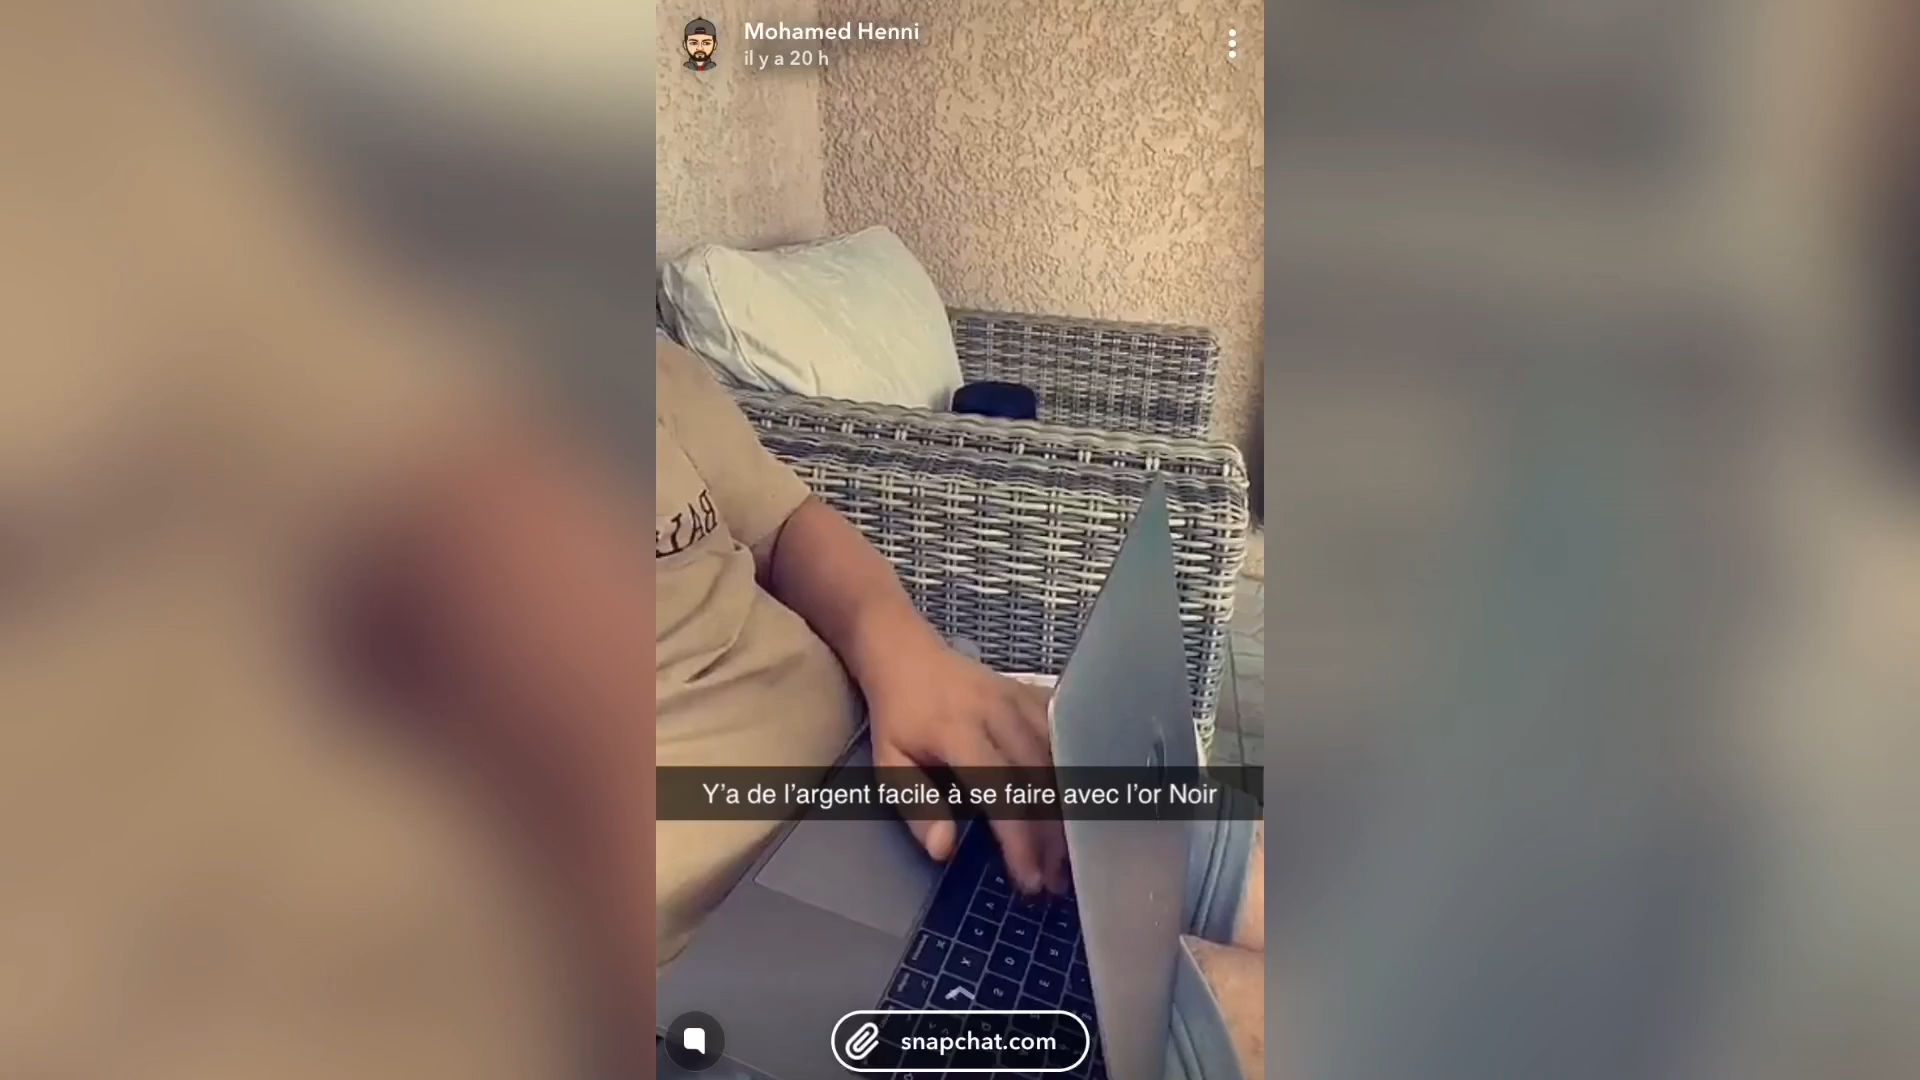 Mohamed Henni
il y a 20 h
Y'a de l'argent facile à se faire avec l'or Noir
snapchat.com